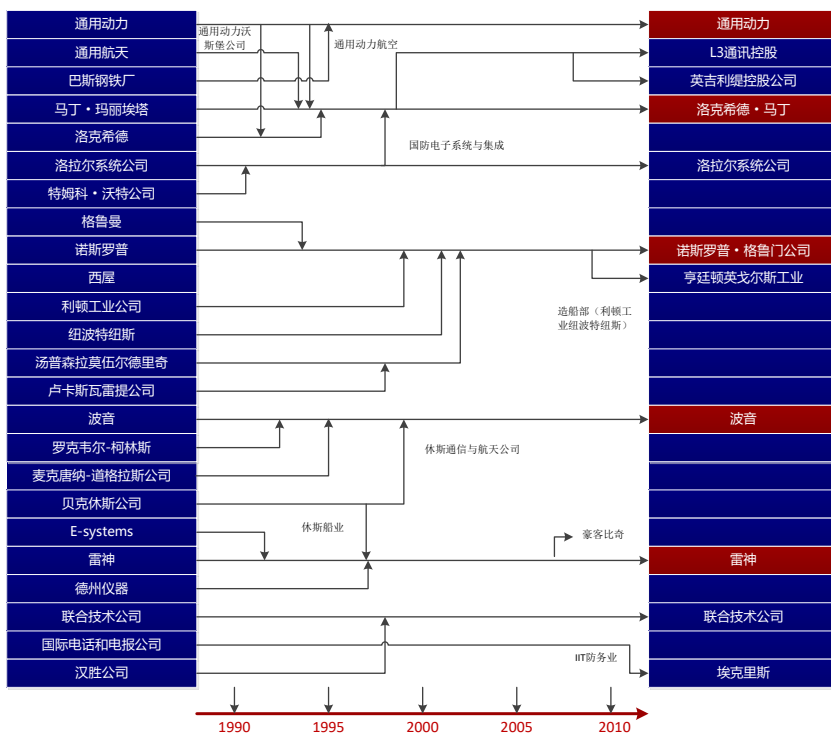 通用动力
通用航天
巴斯钢铁厂
马丁·玛丽埃塔
洛克希德
洛拉尔系统公司
特姆科·沃特公司
格鲁曼
诺斯罗普
西屋
利顿工业公司
纽波特纽斯
汤普森拉莫伍尔德里奇
卢卡斯瓦雷提公司
波音
罗克韦尔-柯林斯
麦克唐纳-道格拉斯公司
贝克休斯公司
E-systems
雷神
德州仪器
联合技术公司
国际电话和电报公司
汉胜公司
通用动力沃
斯堡公司
通用动力航空
国防电子系统与集成
造船部（利顿工
业纽波特纽斯）
休斯通信与航天公司
休斯船业
豪客比奇
IIT防务业
通用动力
L3通讯控股
英吉利缇控股公司
洛克希德·马丁
洛拉尔系统公司
诺斯罗普·格鲁门公司
亨廷顿英戈尔斯工业
波音
雷神
联合技术公司
埃克里斯
1990
1995
2000
2005
2010